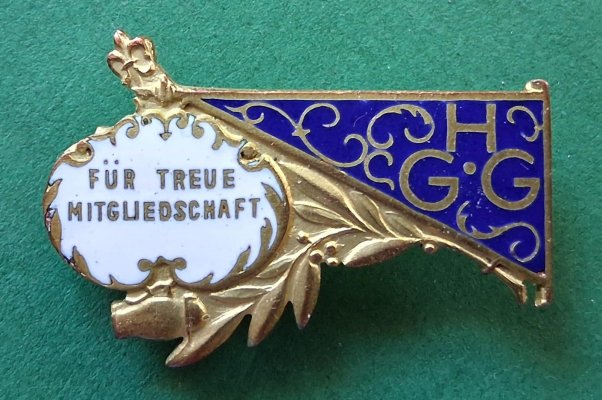 FÜR TREUE
MITGLIEDSCHAFT
H
G·G